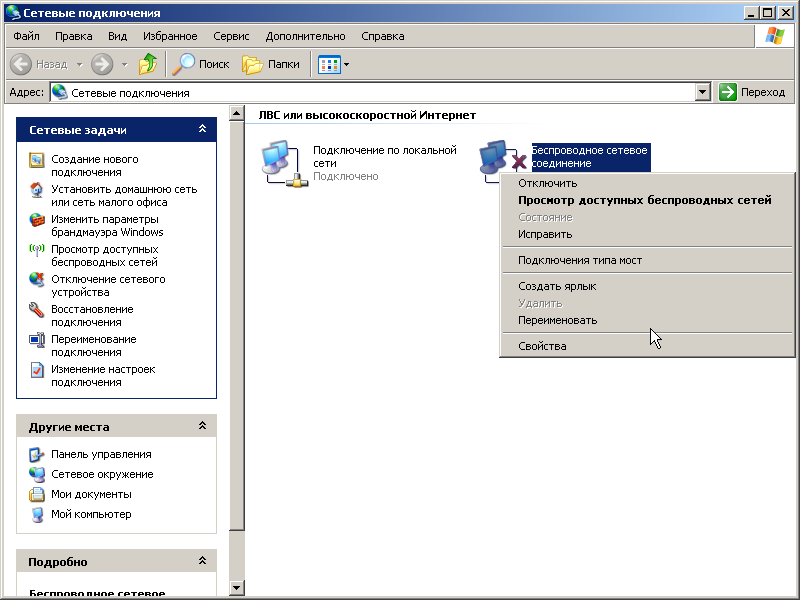 Сетевые подключения
Файл Правка Вид Избранное Сервис Дополнительно Справка
Назад Поиск Папки
Адрес: Сетевые подключения Переход
Сетевые задачи
Создание нового
подключения
Установить домашнюю сеть
или сеть малого офиса
Изменить параметры
брандмауэра Windows
Просмотр доступных
беспроводных сетей
Отключение сетевого
устройства
Восстановление
подключения
Переименование
подключения
Изменение настроек
подключения
Другие места
Панель управления
Сетевое окружение
Мои документы
Мой компьютер
Подробно
Беспроводное сетевое
ЛВС или высокоскоростной Интернет
Подключение по локальной
сети
Подключено
Беспроводное сетевое
соединение
Отключить
Просмотр доступных беспроводных сетей
Состояние
Исправить
Подключения типа мост
Создать ярлык
Удалить
Переименовать
Свойства